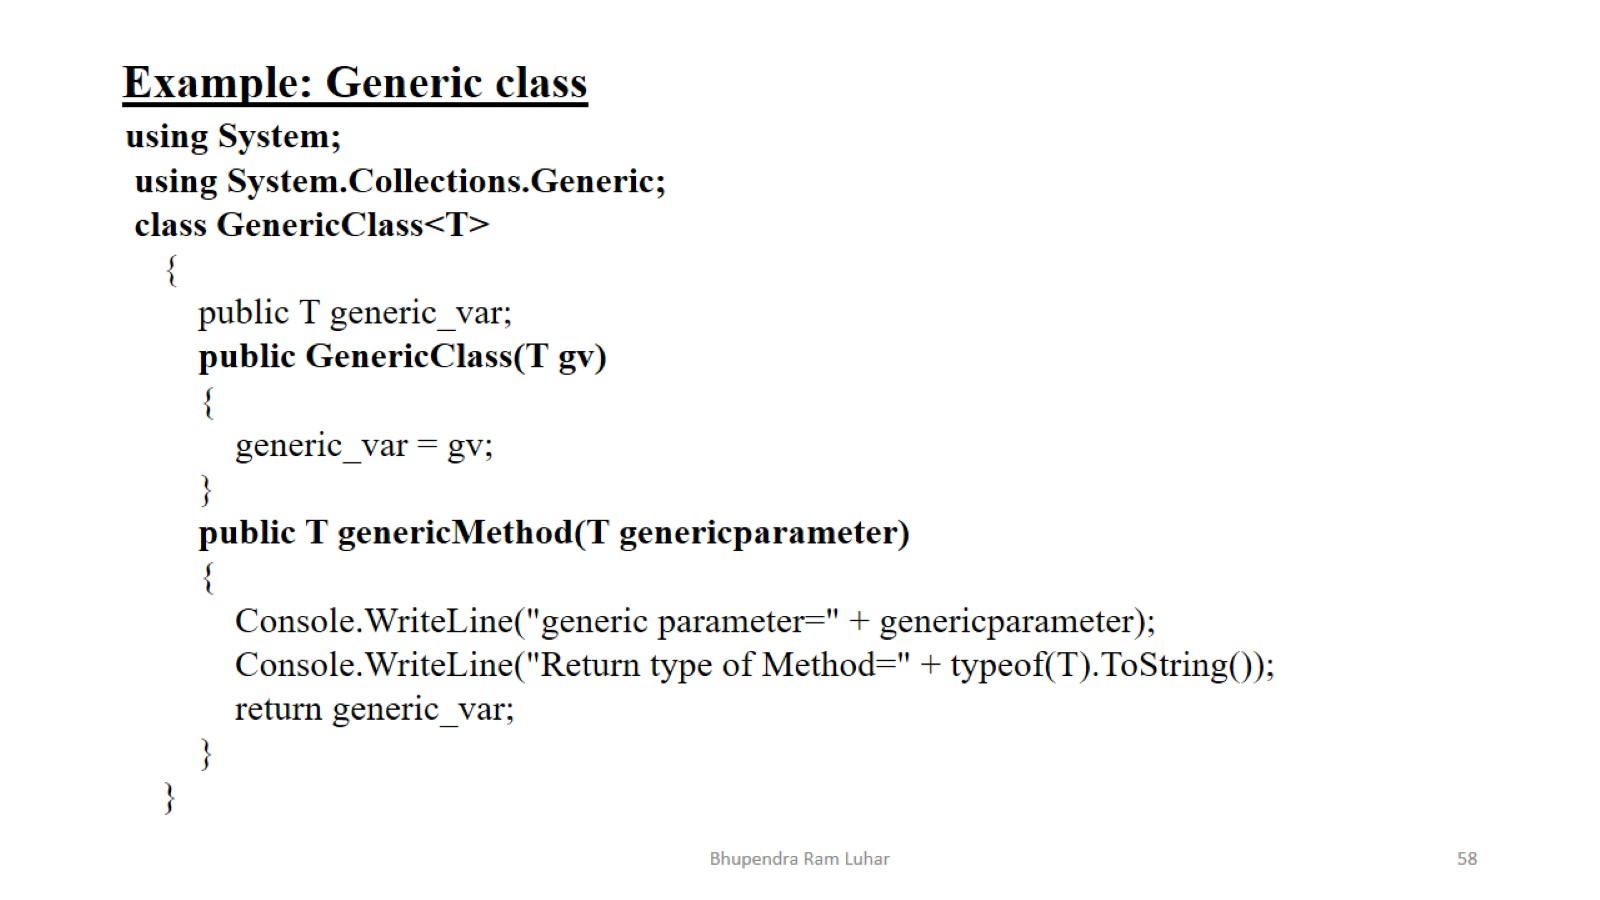 Example: Generic class
using System;
using System.Collections.Generic;
class GenericClass<T>
{
public T generic_var;
public GenericClass(T gv)
{
generic_var = gv;
}
public T genericMethod(T genericparameter)
{
Console.WriteLine("generic parameter=" + genericparameter);
Console.WriteLine("Return type of Method=" + typeof(T).ToString());
return generic_var;
}
}
Bhupendra Ram Luhar
58